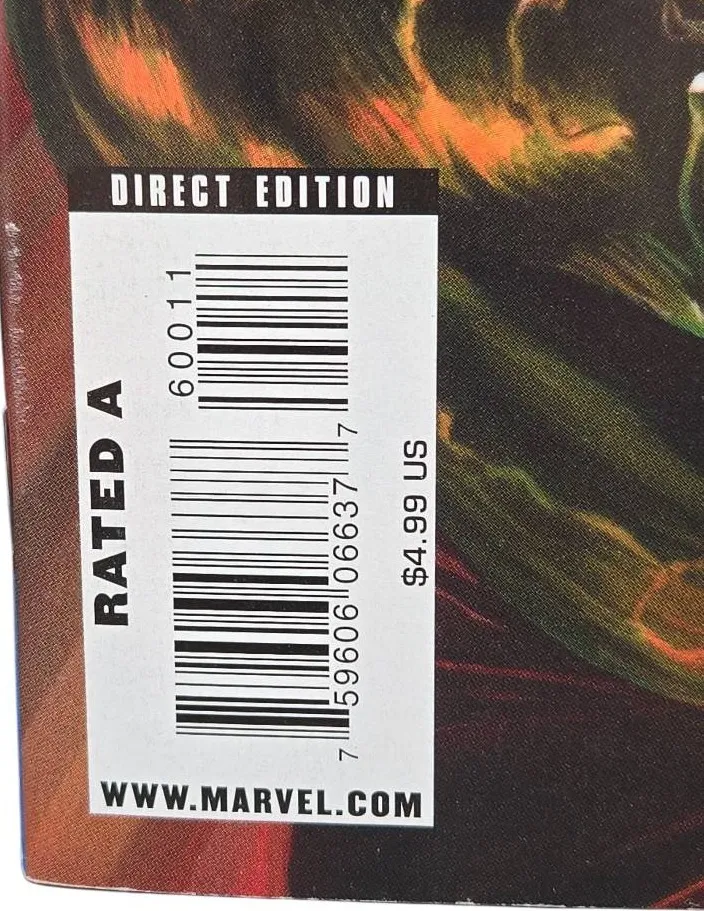 DIRECT EDITION
60011
7 59606 06637 7
RATED A
$4.99 US
WWW.MARVEL.COM